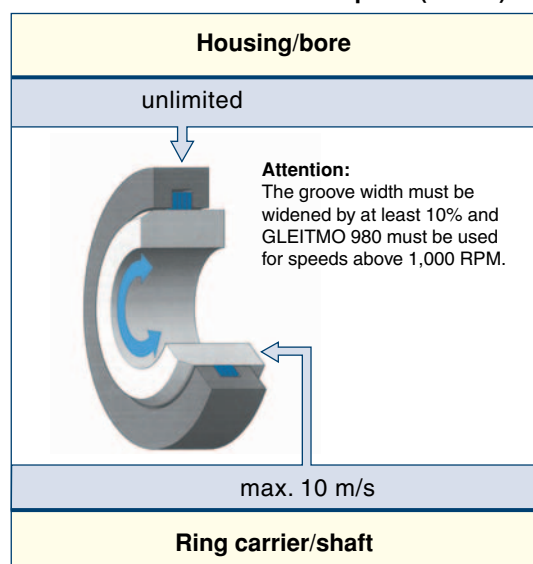 Housing/bore
unlimited
Attention:
The groove width must be
widened by at least 10% and
GLEITMO 980 must be used
for speeds above 1,000 RPM.
max. 10 m/s
Ring carrier/shaft